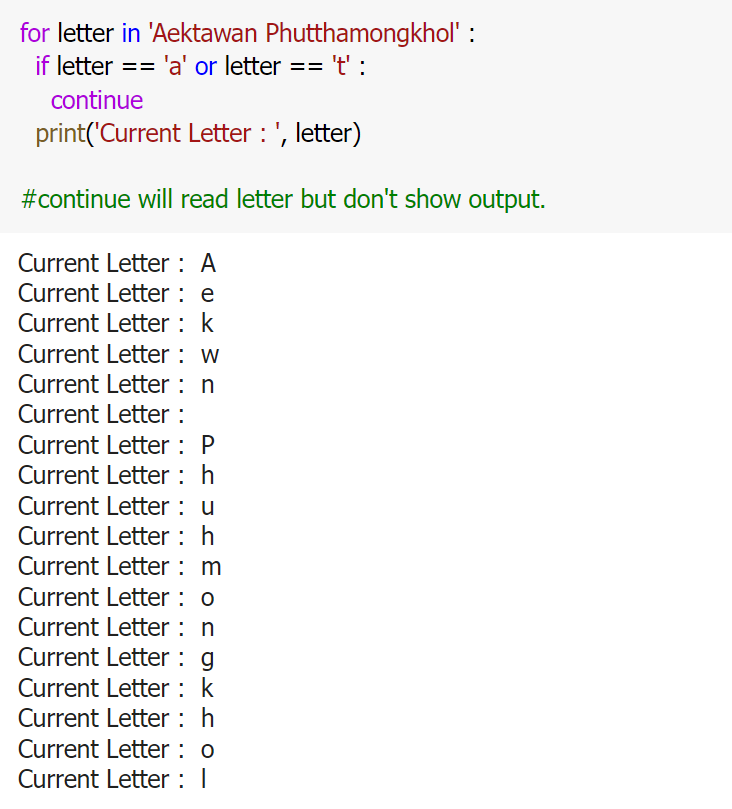 for letter in 'Aektawan Phutthamongkhol' :
if letter == 'a' or letter == 't' :
continue
print('Current Letter : ', letter)
#continue will read letter but don't show output.
Current Letter :  A
Current Letter :  e
Current Letter :  k
Current Letter :  w
Current Letter :  n
Current Letter :
Current Letter :  P
Current Letter :  h
Current Letter :  u
Current Letter :  h
Current Letter :  m
Current Letter :  o
Current Letter :  n
Current Letter :  g
Current Letter :  k
Current Letter :  h
Current Letter :  o
Current Letter :  l